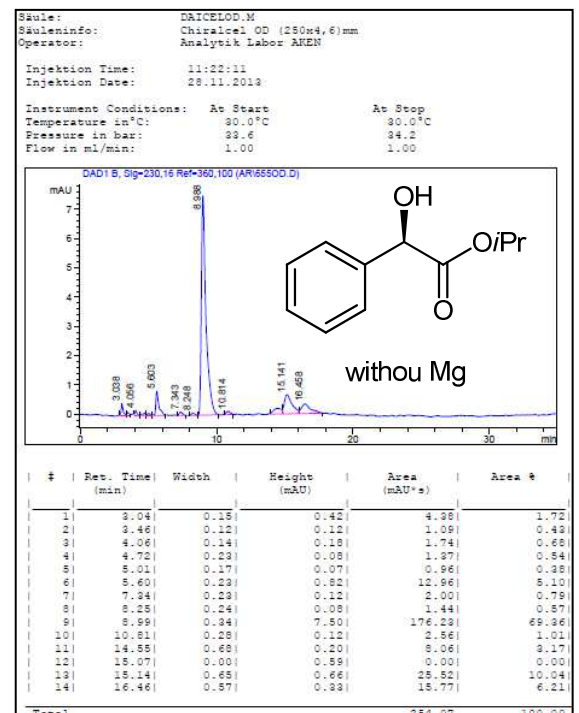 Säule: DAICELOD.M
Säuleninfo: Chiralcel OD (250x4,6)mm
Operator: Analytik Labor AKEN
Injektion Time: 11:22:11
Injektion Date: 28.11.2013
Instrument Conditions: At Start At Stop
Temperature in°C: 30.0°C 30.0°C
Pressure in bar: 33.6 34.2
Flow in ml/min: 1.00 1.00
DAD1 B, Sig=230,16 Ref=360,100 (AR\655OD.D)
mAU
7
6
5
4
3
2
1
0
3.038
4.056
5.603
7.343
8.248
8.988
10.814
15.141
16.458
OH
OiPr
O
withou Mg
0 10 20 30 min
| # | Ret. Time| Width | Height | Area | Area % |
| | (min) | | (mAU) | (mAU*s) | |
| 1| 3.04| 0.15| 0.42| 4.38| 1.72|
| 2| 3.46| 0.12| 0.12| 1.09| 0.43|
| 3| 4.06| 0.14| 0.18| 1.74| 0.68|
| 4| 4.72| 0.23| 0.08| 1.37| 0.54|
| 5| 5.01| 0.17| 0.07| 0.96| 0.38|
| 6| 5.60| 0.23| 0.82| 12.96| 5.10|
| 7| 7.34| 0.23| 0.12| 2.00| 0.79|
| 8| 8.25| 0.24| 0.08| 1.44| 0.57|
| 9| 8.99| 0.34| 7.50| 176.23| 69.36|
| 10| 10.81| 0.28| 0.12| 2.56| 1.01|
| 11| 14.55| 0.68| 0.20| 8.06| 3.17|
| 12| 15.07| 0.00| 0.59| 0.00| 0.00|
| 13| 15.14| 0.65| 0.66| 25.52| 10.04|
| 14| 16.46| 0.57| 0.33| 15.77| 6.21|
Total 254.07 100.00